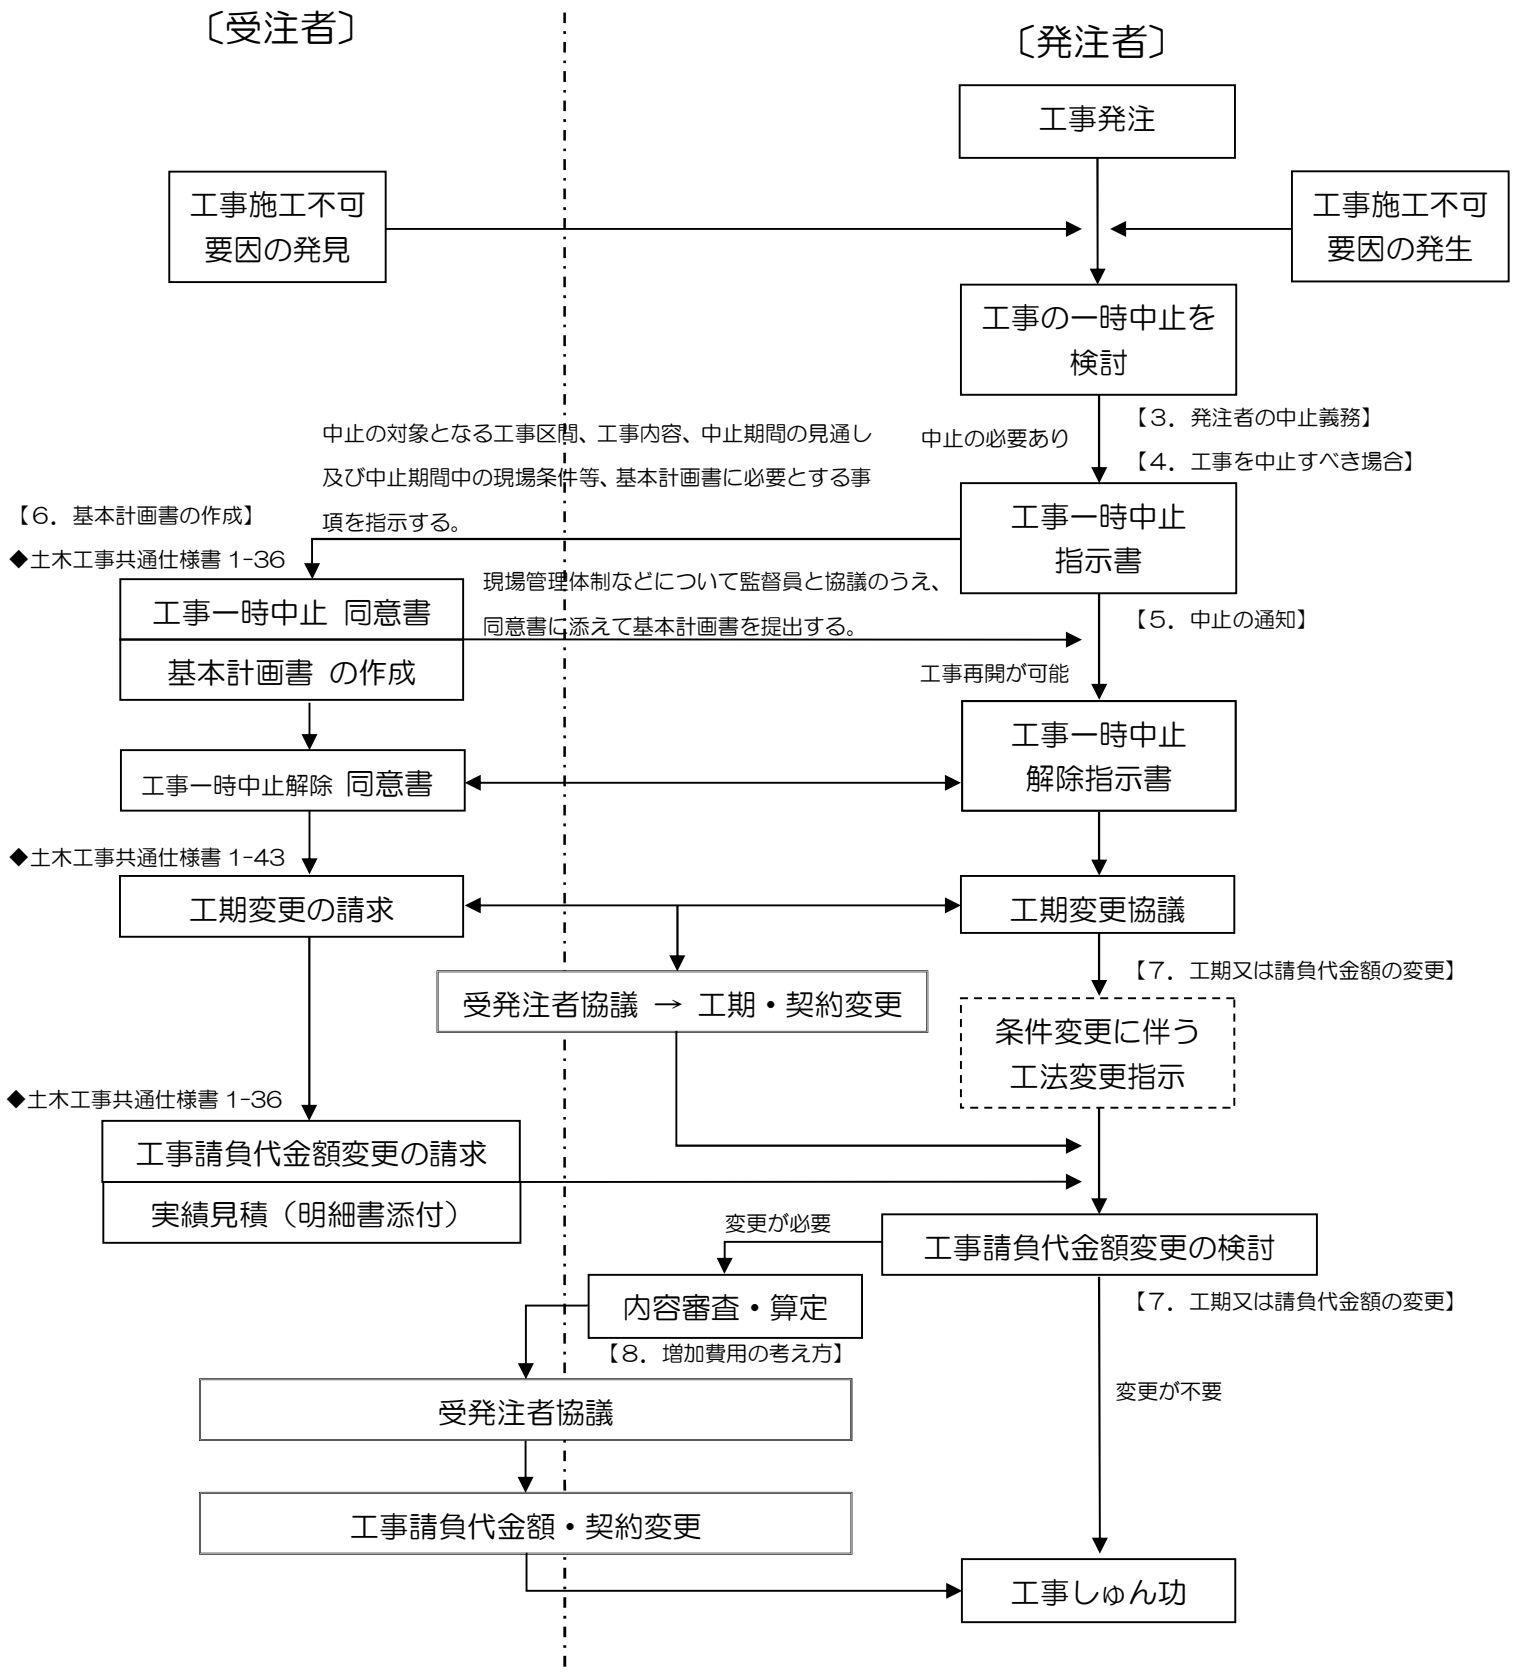 〔受注者〕
〔発注者〕
工事発注
工事施工不可
要因の発見
工事施工不可
要因の発生
工事の一時中止を
検討
【３．発注者の中止義務】
中止の必要あり
【４．工事を中止すべき場合】
中止の対象となる工事区間、工事内容、中止期間の見通し
及び中止期間中の現場条件等、基本計画書に必要とする事
項を指示する。
工事一時中止
指示書
【６．基本計画書の作成】
◆土木工事共通仕様書 1-36
工事一時中止 同意書
基本計画書 の作成
現場管理体制などについて監督員と協議のうえ、
同意書に添えて基本計画書を提出する。
【５．中止の通知】
工事再開が可能
工事一時中止
解除指示書
工事一時中止解除 同意書
◆土木工事共通仕様書 1-43
工期変更の請求
工期変更協議
【７．工期又は請負代金額の変更】
受発注者協議 → 工期・契約変更
条件変更に伴う
工法変更指示
◆土木工事共通仕様書 1-36
工事請負代金額変更の請求
実績見積（明細書添付）
変更が必要
工事請負代金額変更の検討
内容審査・算定
【７．工期又は請負代金額の変更】
【８．増加費用の考え方】
変更が不要
受発注者協議
工事請負代金額・契約変更
工事しゅん功